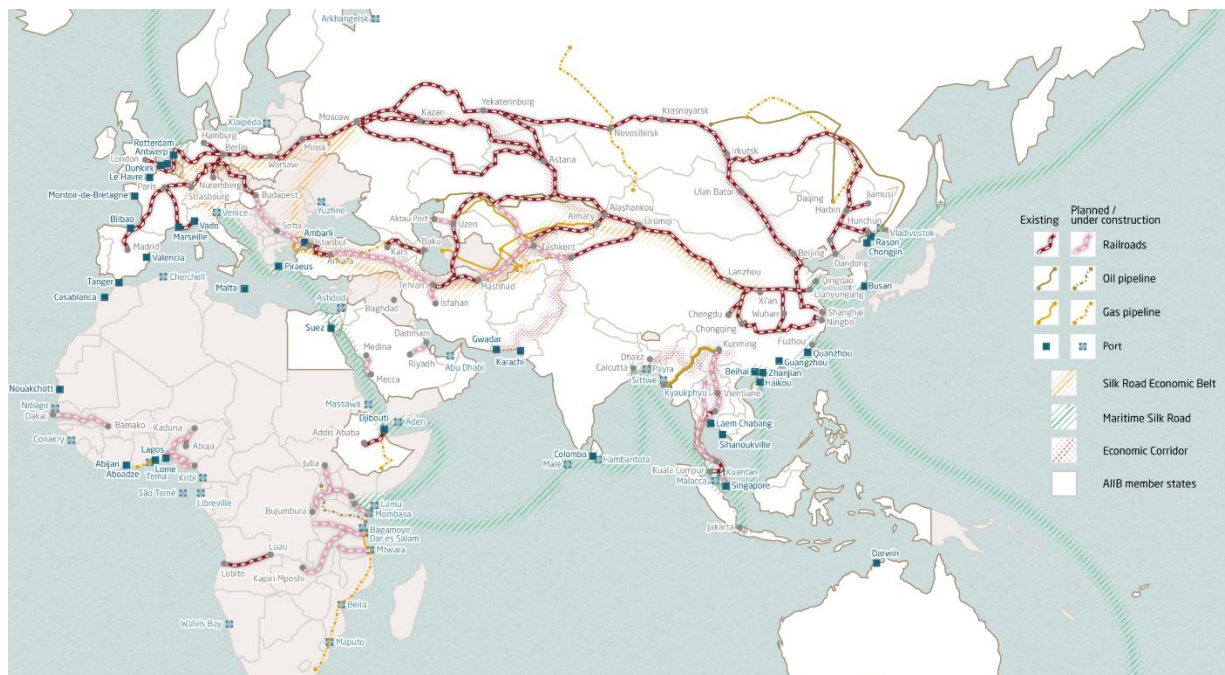 Arkhangelsk
Yekaterinburg
Krasnoyarsk
Kazan
Moscow
Novosibirsk
Klaipėda
Hamburg
Rotterdam
Antwerp
London
Berlin
Minsk
Warsaw
Irkutsk
Astana
Dunkirk
Le Havre
Paris
Nuremberg
Strasbourg
Budapest
Ulan Bator
Jiamusi
Daqing
Harbin
Montoir-de-Bretagne
Alashankou
Almaty
Ürümqi
Hunchun
Vladivostok
Venice
Yuzhne
Aktau Port
Uzen
Bilbao
Vado
Marseille
Sofia
Ambarli
Istanbul
Rason
Chongjin
Madrid
Valencia
Ankara
Kars
Baku
Tashkent
Beijing
Dandong
Tanger
Cherchell
Piraeus
Tehran
Mashhad
Lanzhou
Qingdao
Busan
Casablanca
Malta
Ashdod
Isfahan
Xi'an
Lianyungang
Baghdad
Chengdu
Wuhan
Shanghai
Ningbo
Suez
Dammam
Gwadar
Karachi
Chongqing
Kunming
Fuzhou
Medina
Riyadh
Abu Dhabi
Dhaka
Calcutta
Payra
Quanzhou
Guangzhou
Mecca
Sittwe
Kyaukphyu
Beihai
Zhanjian
Haikou
Nouakchott
Ndiago
Dakar
Massawa
Vientiane
Bamako
Kaduna
Djibouti
Aden
Laem Chabang
Conakry
Abuja
Addis Ababa
Sihanoukville
Lagos
Abijan
Lomé
Aboadze
Tema
Kribi
Juba
Colombo
Hambantota
Malé
Kuala Lumpur
Kuantan
Malacca
Singapore
São Tomé
Libreville
Lamu
Mombasa
Bujumbura
Bagamoyo
Dar es Salam
Jakarta
Luau
Mtwara
Lobito
Kapiri Mposhi
Darwin
Beira
Walvis Bay
Maputo
Existing
Planned /
under construction
Railroads
Oil pipeline
Gas pipeline
Port
Silk Road Economic Belt
Maritime Silk Road
Economic Corridor
AIIB member states